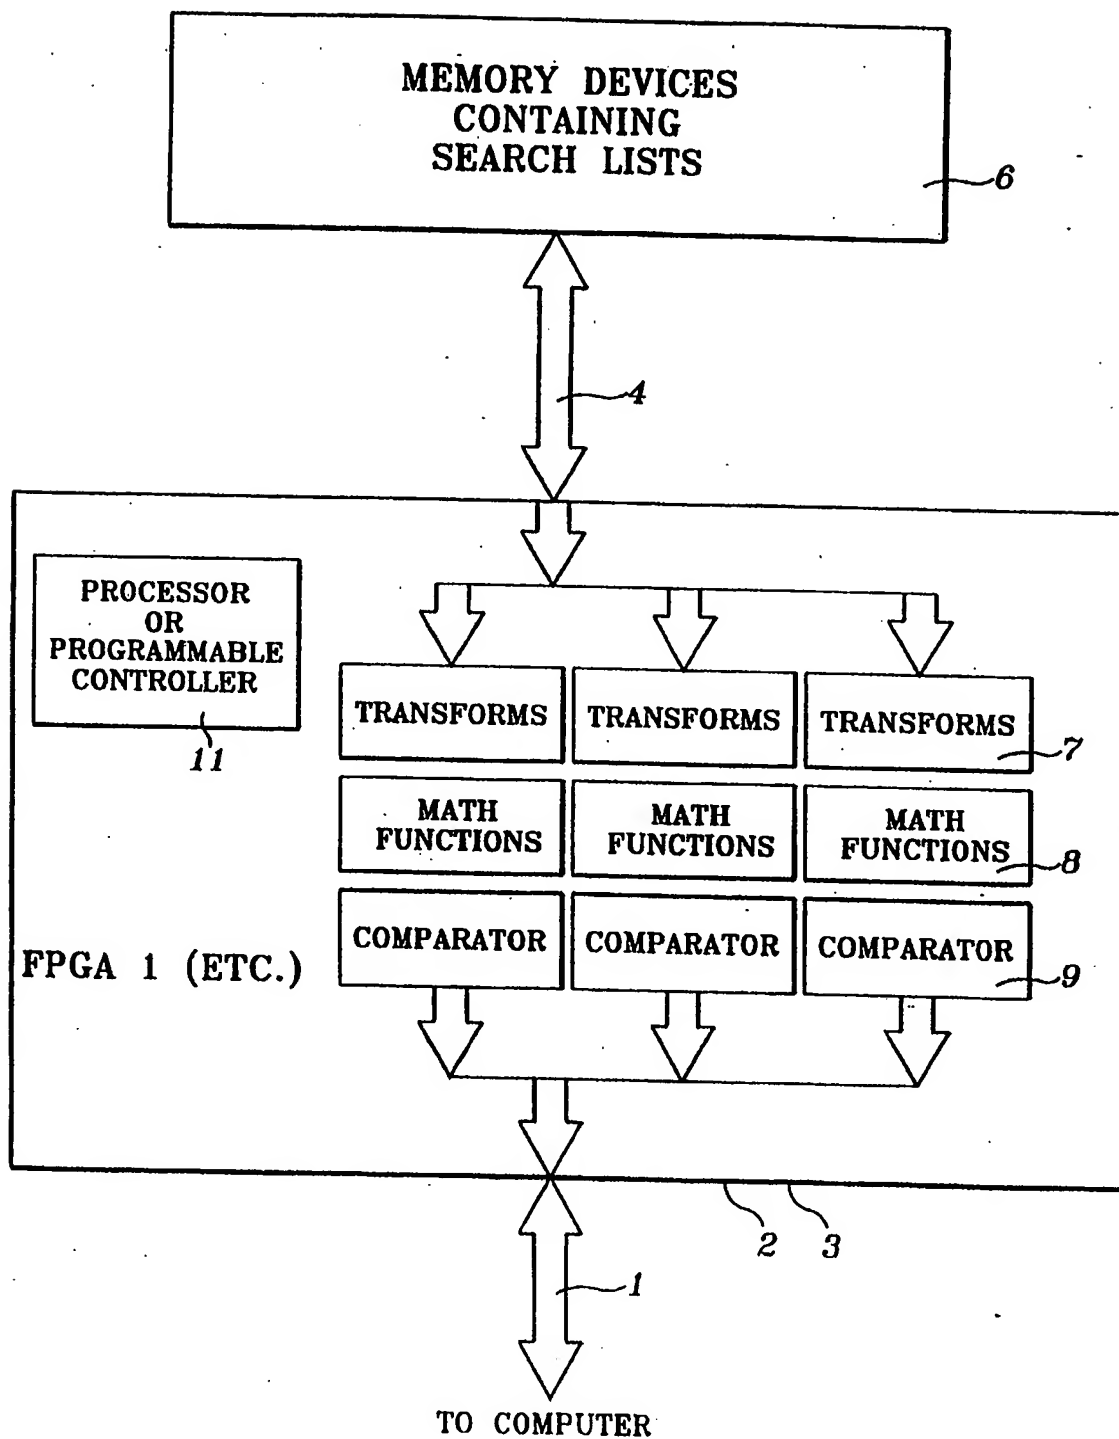 MEMORY DEVICES
CONTAINING
SEARCH LISTS
6
4
PROCESSOR
OR
PROGRAMMABLE
CONTROLLER
11
TRANSFORMS TRANSFORMS TRANSFORMS
7
MATH
FUNCTIONS
MATH
FUNCTIONS
MATH
FUNCTIONS
8
COMPARATOR COMPARATOR COMPARATOR
9
FPGA 1 (ETC.)
2 3
1
TO COMPUTER